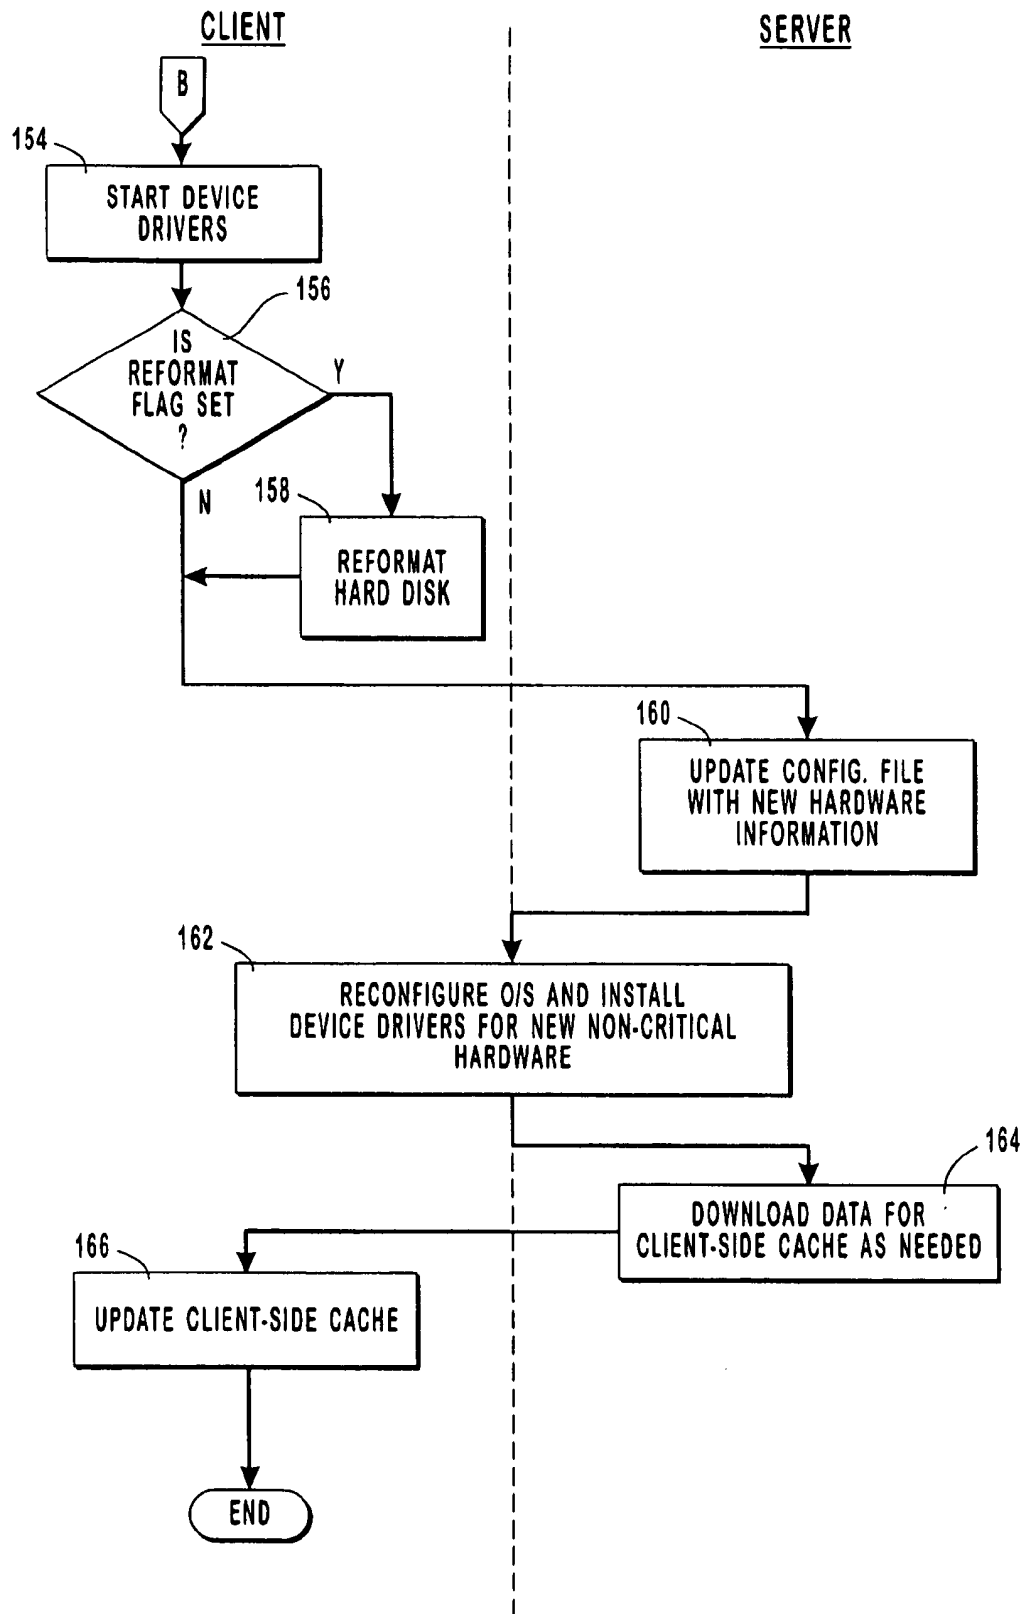 CLIENT
SERVER
B
154
START DEVICE
DRIVERS
156
IS
REFORMAT
FLAG SET
?
Y
N
158
REFORMAT
HARD DISK
160
UPDATE CONFIG. FILE
WITH NEW HARDWARE
INFORMATION
162
RECONFIGURE O/S AND INSTALL
DEVICE DRIVERS FOR NEW NON-CRITICAL
HARDWARE
164
DOWNLOAD DATA FOR
CLIENT-SIDE CACHE AS NEEDED
166
UPDATE CLIENT-SIDE CACHE
END